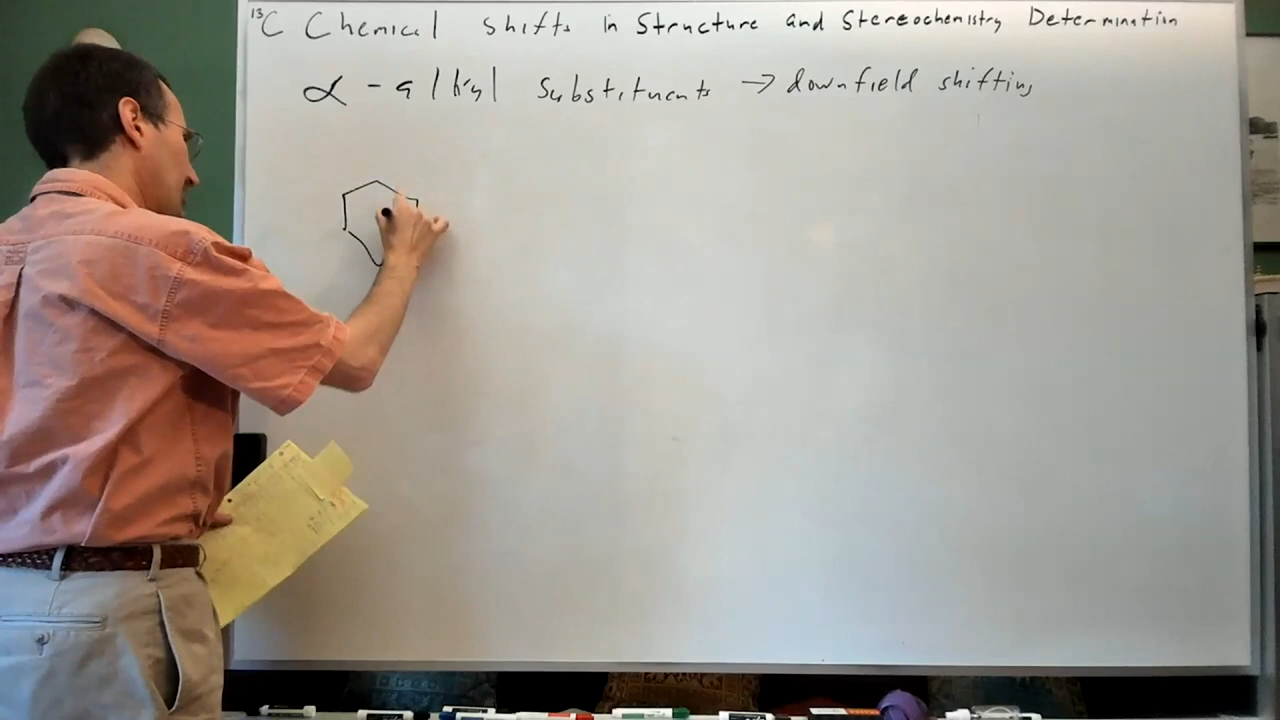 ¹³C Chemical Shifts in Structure and Stereochemistry Determination
α-alkyl Substituents → downfield shifting